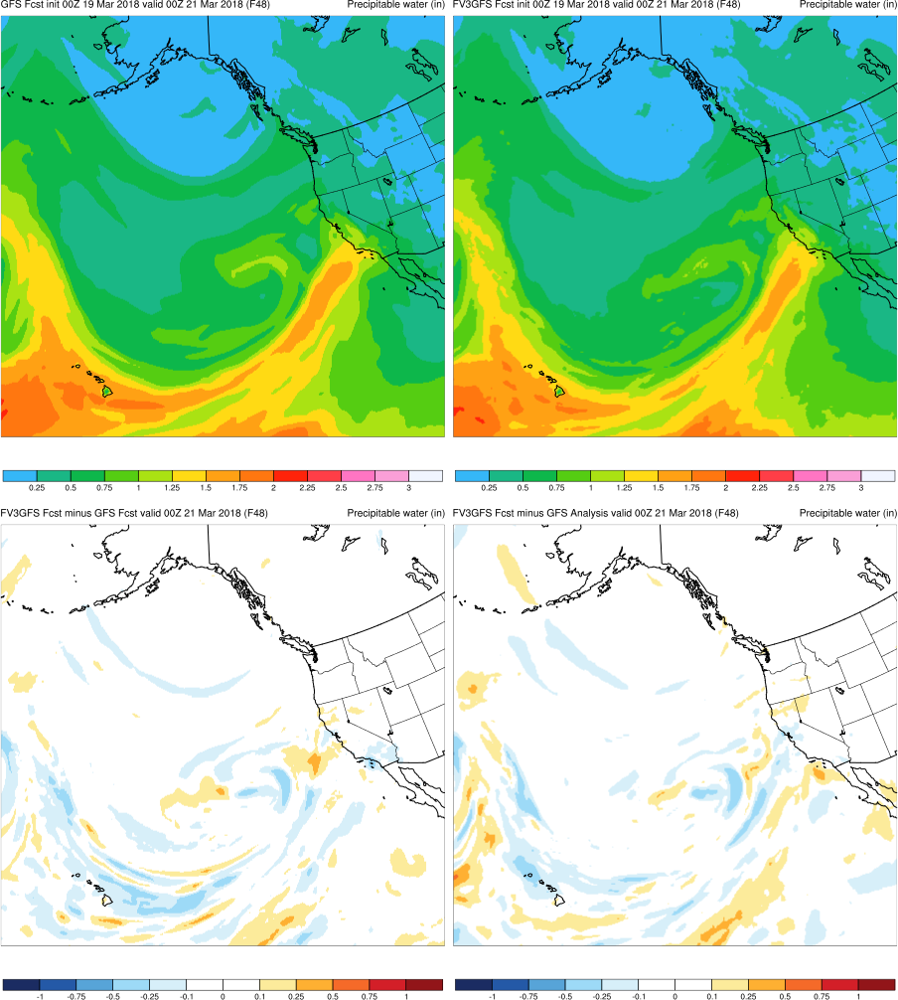 GFS Fcst init 00Z 19 Mar 2018 valid 00Z 21 Mar 2018 (F48) Precipitable water (in)
FV3GFS Fcst init 00Z 19 Mar 2018 valid 00Z 21 Mar 2018 (F48) Precipitable water (in)
0.25 0.5 0.75 1 1.25 1.5 1.75 2 2.25 2.5 2.75 3
0.25 0.5 0.75 1 1.25 1.5 1.75 2 2.25 2.5 2.75 3
FV3GFS Fcst minus GFS Fcst valid 00Z 21 Mar 2018 (F48) Precipitable water (in)
FV3GFS Fcst minus GFS Analysis valid 00Z 21 Mar 2018 (F48) Precipitable water (in)
-1 -0.75 -0.5 -0.25 -0.1 0 0.1 0.25 0.5 0.75 1
-1 -0.75 -0.5 -0.25 -0.1 0 0.1 0.25 0.5 0.75 1